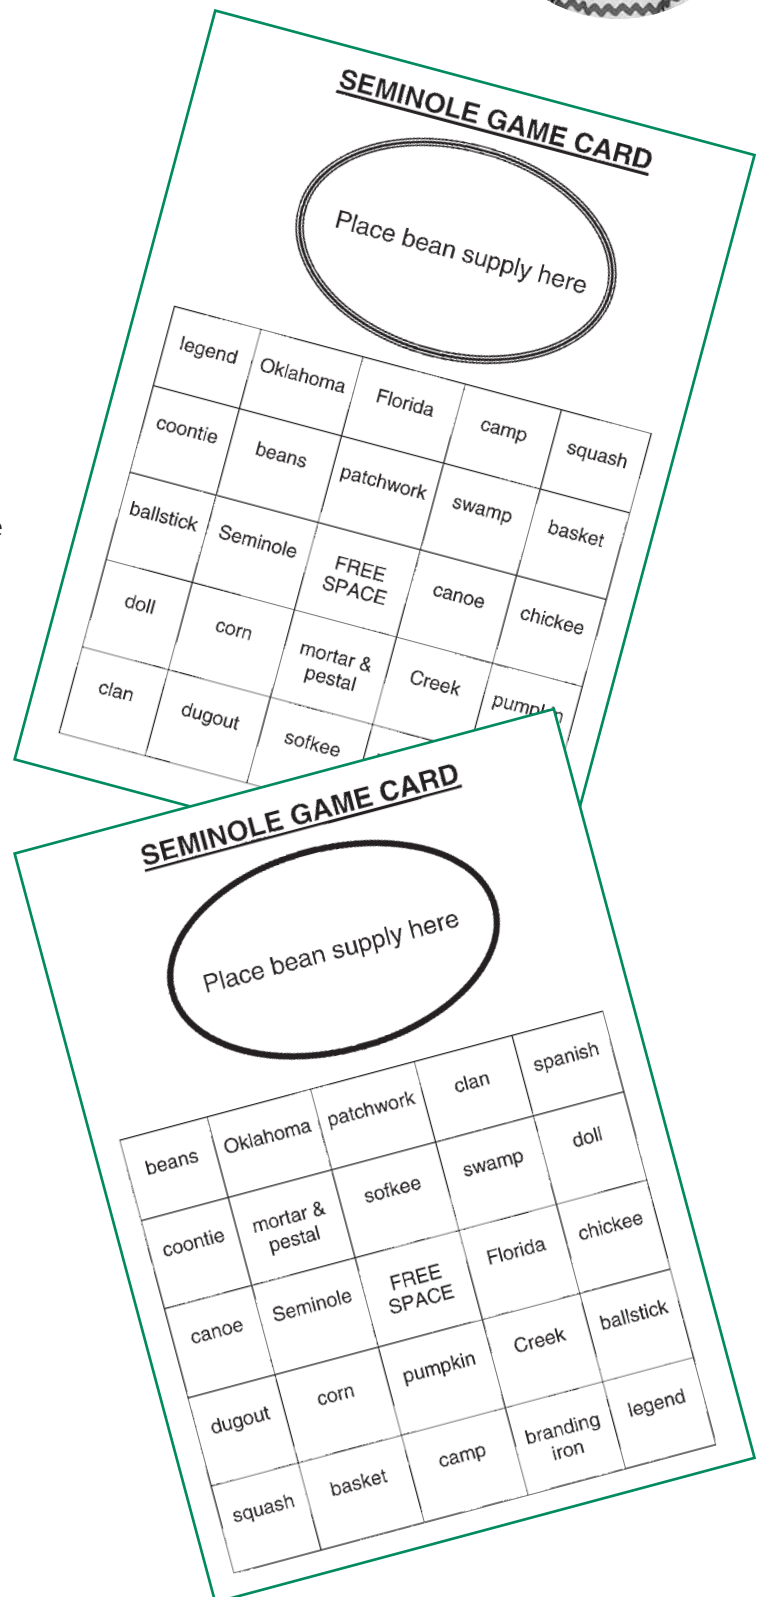 SEMINOLE GAME CARD
Place bean supply here
legend Oklahoma Florida camp squash
coontie beans patchwork swamp basket
ballstick Seminole FREE SPACE canoe chickee
doll corn mortar & pestal Creek
clan dugout sofkee
SEMINOLE GAME CARD
Place bean supply here
beans Oklahoma patchwork clan spanish
coontie mortar & pestal sofkee swamp doll
canoe Seminole FREE SPACE Florida chickee
dugout corn pumpkin Creek ballstick
squash basket camp branding iron legend